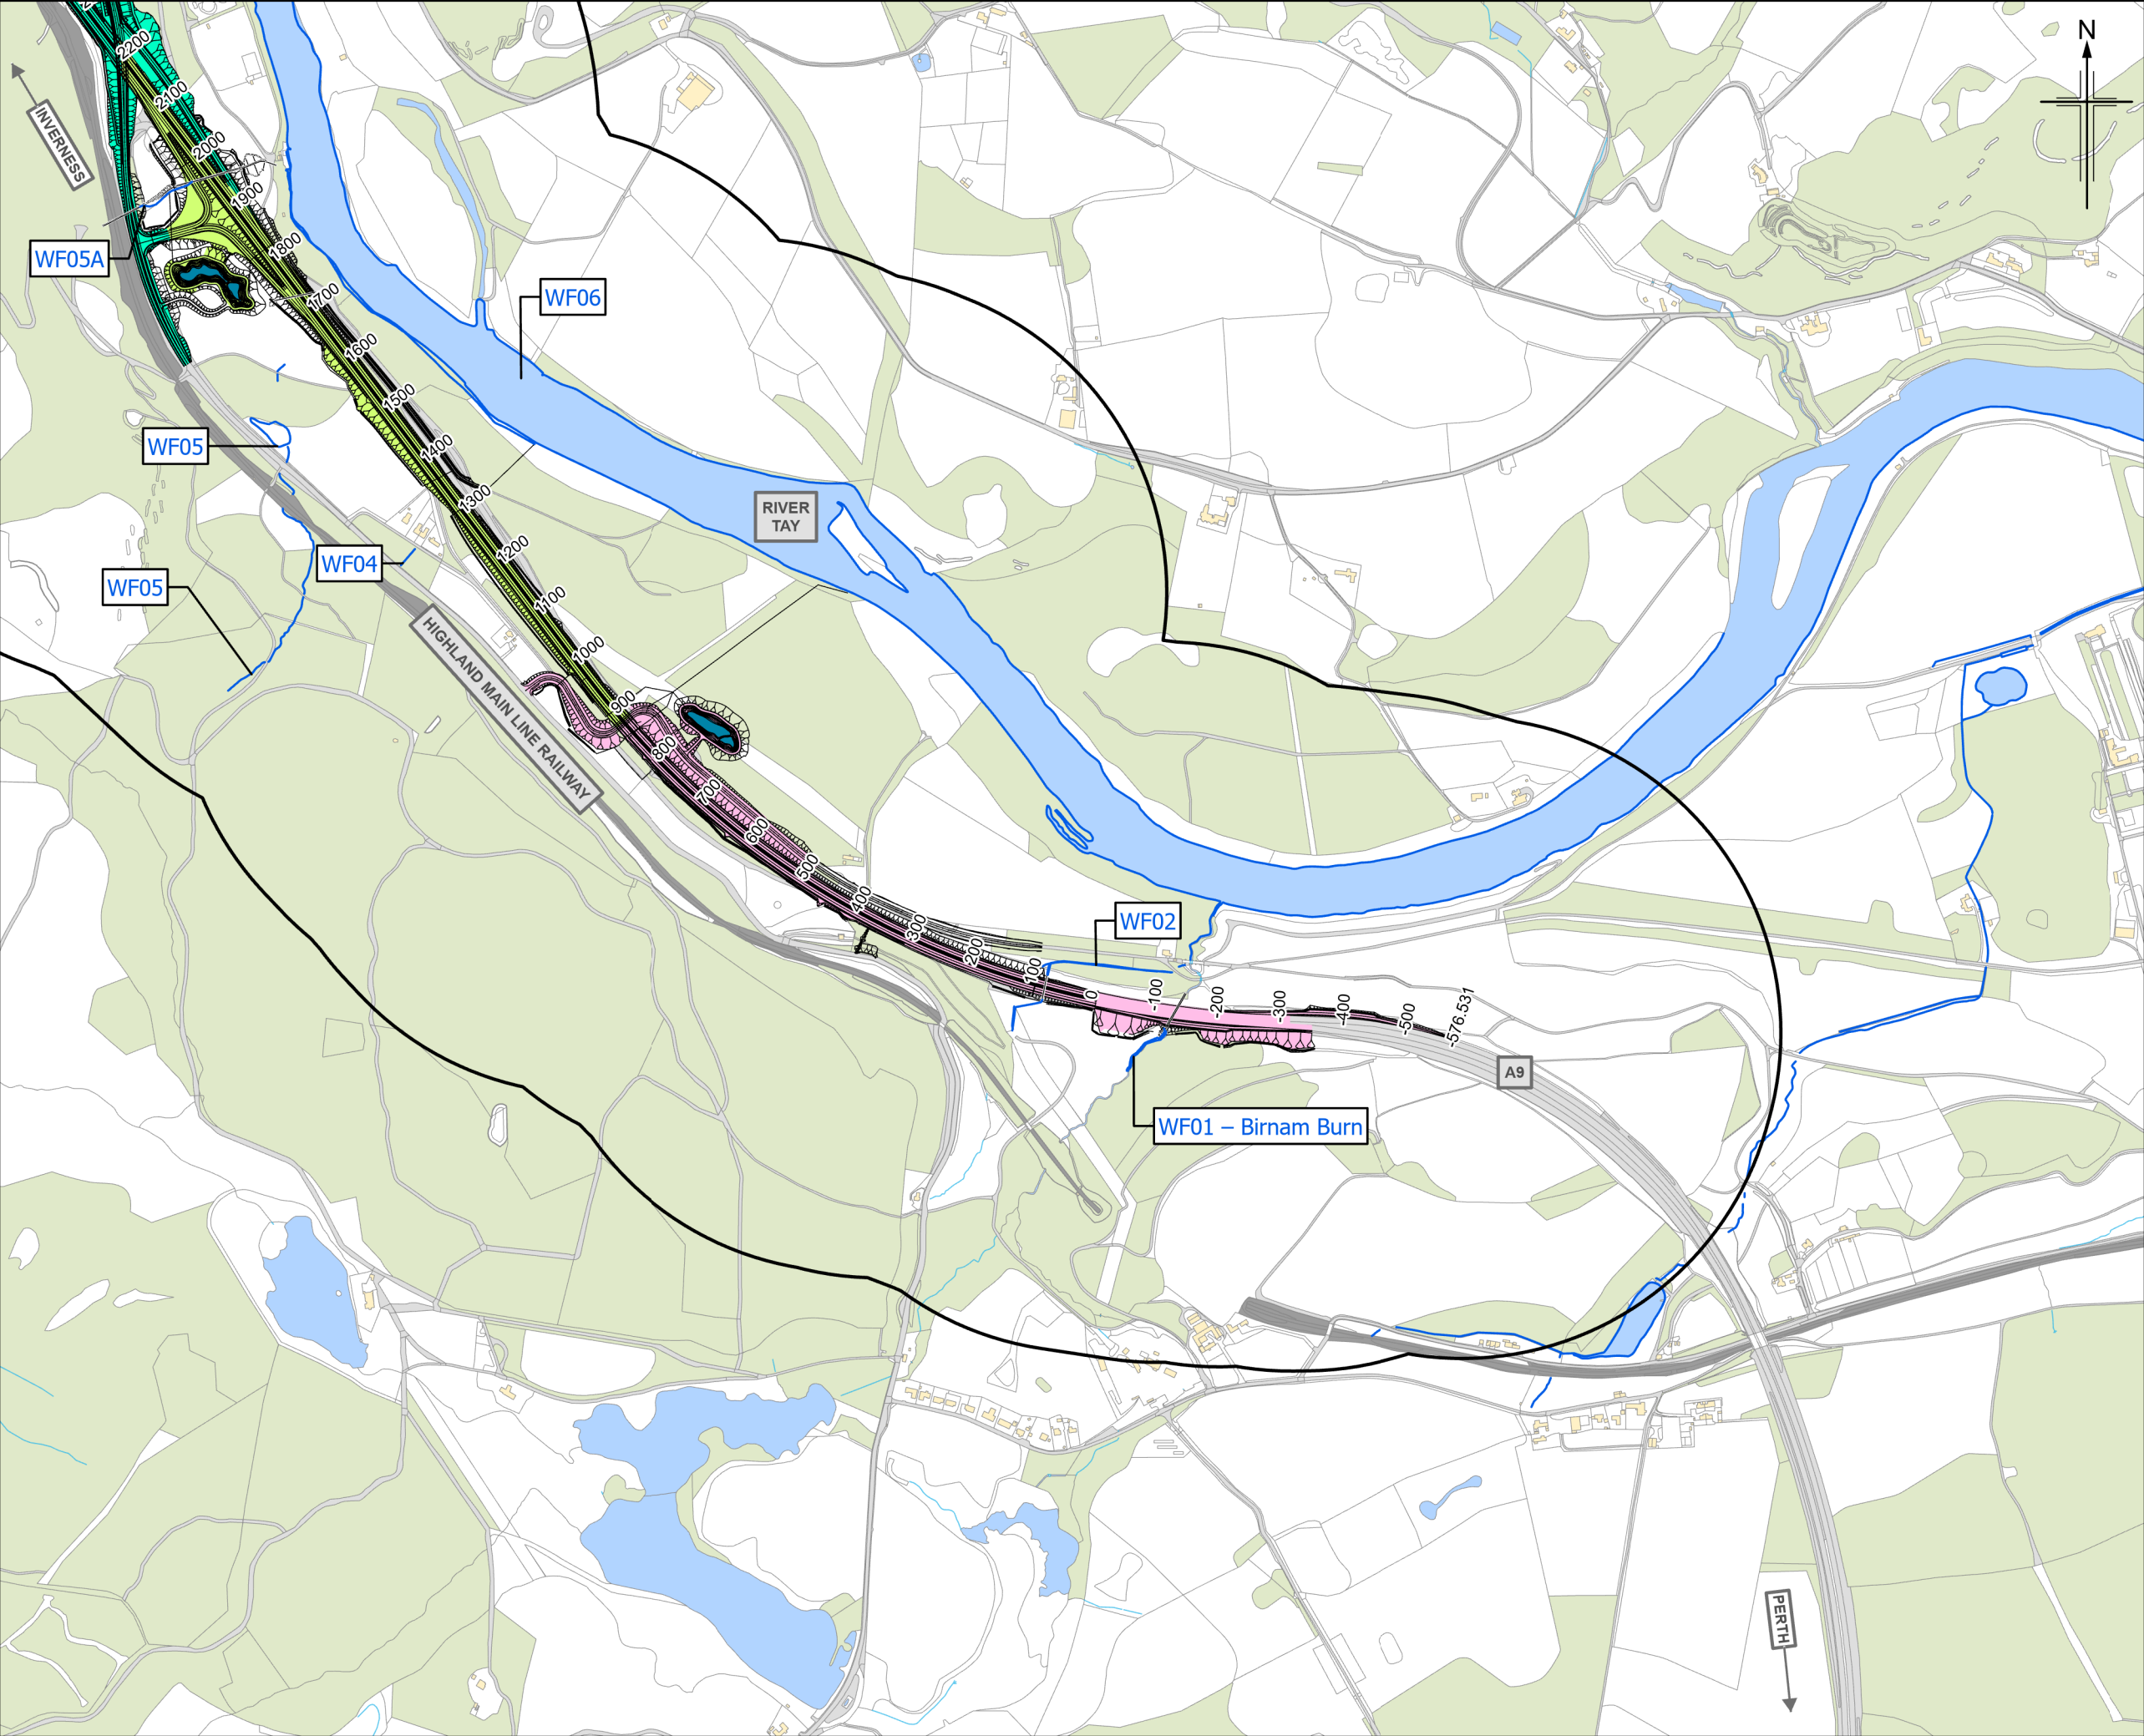 N
2200
2100
2000
1900
1800
1700
1600
1500
1400
1300
1200
1100
1000
900
800
700
600
500
400
300
200
100
0
-100
-200
-300
-400
-500
-576.531
INVERNESS
WF05A
WF06
WF05
RIVER
TAY
WF04
WF05
HIGHLAND MAIN LINE RAILWAY
WF02
A9
WF01 – Birnam Burn
PERTH